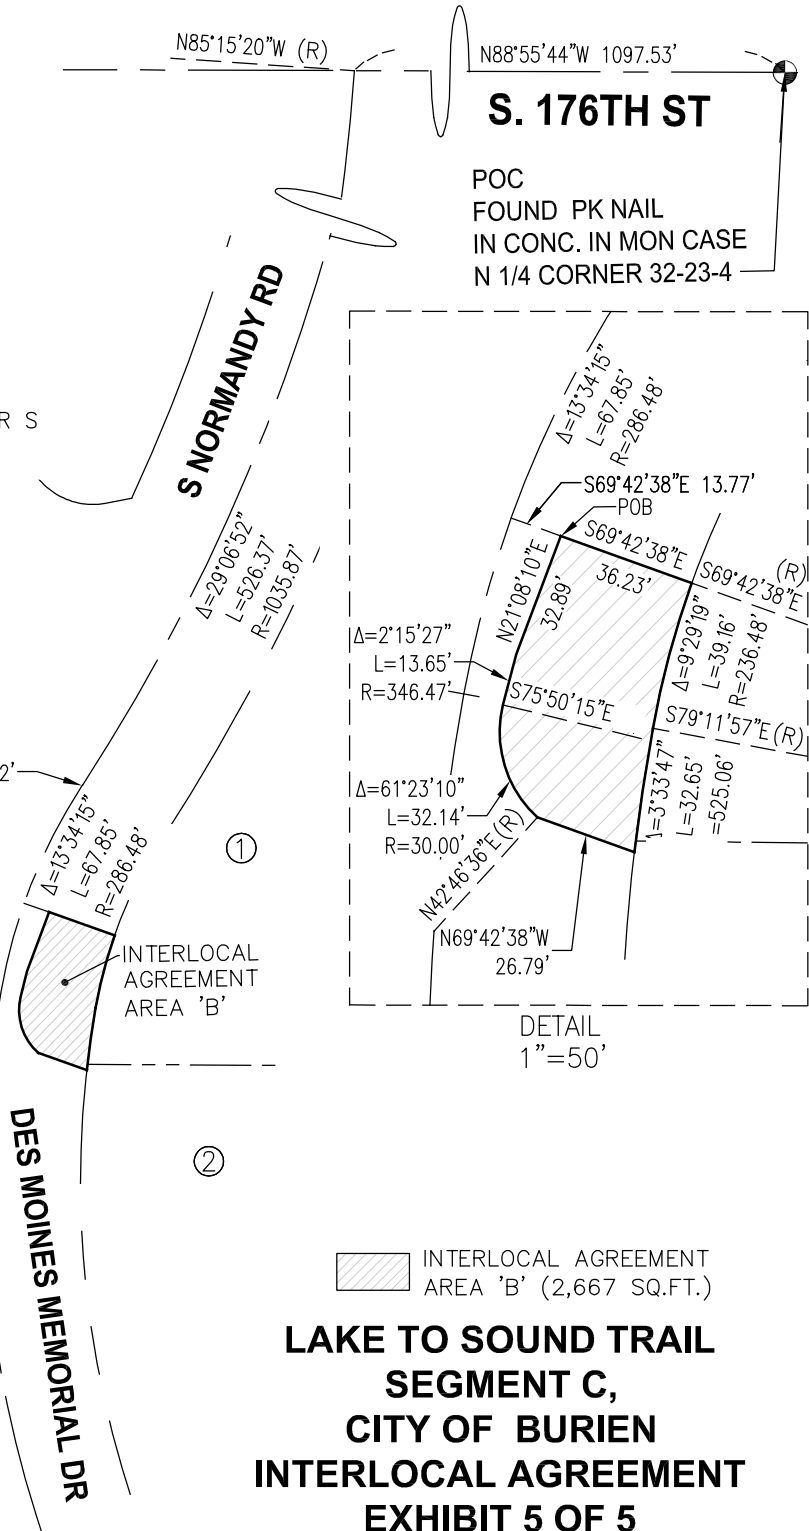 N85°15'20"W (R)
N88°55'44"W 1097.53'
S. 176TH ST
POC
FOUND PK NAIL
IN CONC. IN MON CASE
N 1/4 CORNER 32-23-4
S NORMANDY RD
R S
Δ=29°06'52"
L=526.37'
R=1035.87'
Δ=13°34'15"
L=67.85'
R=286.48'
S69°42'38"E 13.77'
POB
S69°42'38"E
36.23'
S69°42'38"E
(R)
N21°08'10"E
32.89'
Δ=9°29'19"
L=39.16'
R=236.48'
Δ=2°15'27"
L=13.65'
R=346.47'
S75°50'15"E
S79°11'57"E(R)
Δ=61°23'10"
L=32.14'
R=30.00'
=3°33'47"
L=32.65'
=525.06'
N42°46'36"E(R)
N69°42'38"W
26.79'
DETAIL
1"=50'
2'
Δ=13°34'15"
L=67.85'
R=286.48'
1
INTERLOCAL
AGREEMENT
AREA 'B'
2
DES MOINES MEMORIAL DR
INTERLOCAL AGREEMENT
AREA 'B' (2,667 SQ.FT.)
LAKE TO SOUND TRAIL
SEGMENT C,
CITY OF BURIEN
INTERLOCAL AGREEMENT
EXHIBIT 5 OF 5